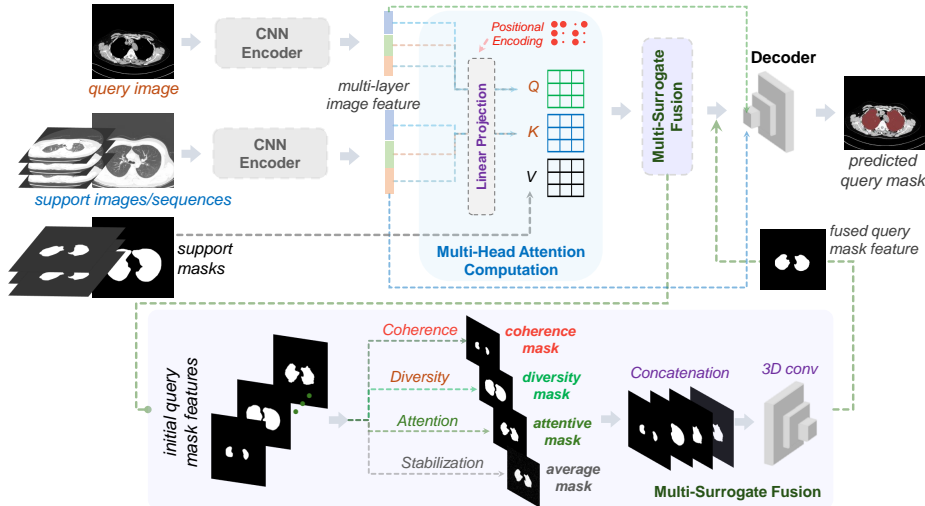 query image
CNN
Encoder
multi-layer
image feature
Positional
Encoding
Linear Projection
Q
K
V
Multi-Head Attention
Computation
Multi-Surrogate
Fusion
Decoder
predicted
query mask
support images/sequences
CNN
Encoder
support
masks
fused query
mask feature
initial query
mask features
Coherence
coherence
mask
Diversity
diversity
mask
Attention
attentive
mask
Stabilization
average
mask
Concatenation
3D conv
Multi-Surrogate Fusion